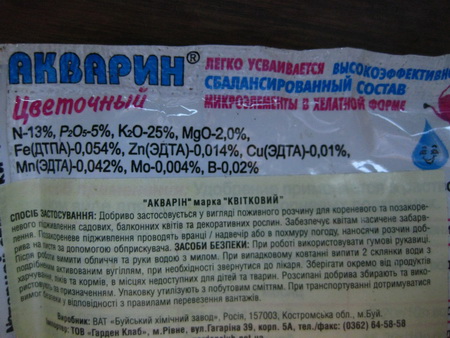 АКВАРИН®
Цветочный
ЛЕГКО УСВАИВАЕТСЯ ВЫСОКОЭФФЕКТИВНО
СБАЛАНСИРОВАННЫЙ СОСТАВ
МИКРОЭЛЕМЕНТЫ В ХЕЛАТНОЙ ФОРМЕ
N-13%, P₂O₅-5%, K₂O-25%, MgO-2,0%,
Fe(ДТПА)-0,054%, Zn(ЭДТА)-0,014%, Cu(ЭДТА)-0,01%,
Mn(ЭДТА)-0,042%, Mo-0,004%, B-0,02%
"АКВАРІН" марка "КВІТКОВИЙ"
СПОСІБ ЗАСТОСУВАННЯ: Добриво застосовується у вигляді поживного розчину для кореневого та позакоре-
невого підживлення садових, балконних квітів та декоративних рослин. Забезпечує квітам насичене забарв-
лення. Позакореневе підживлення проводять вранці / надвечір або в похмуру погоду, наносячи розчин доб-
рива на листя за допомогою обприскувача. ЗАСОБИ БЕЗПЕКИ: При роботі використовувати гумові рукавиці.
Після роботи вимити обличчя та руки водою з милом. При випадковому ковтанні випити 2 склянки води з
подрібненим активованим вугіллям, при необхідності звернутися до лікаря. Зберігати окремо від продуктів
харчування, ліків та кормів, в місцях недоступних для дітей та тварин. Розсипані добрива збирають та вико-
ристовують за призначенням. Упаковку утилізувати з побутовим сміттям. При транспортуванні дотримуватися
вимог безпеки у відповідності з правилами перевезення вантажів.
Виробник: ВАТ «Буйський хімічний завод», Росія, 157003, Костромська обл., м.Буй.
Імпортер: ТОВ «Гарден Клаб», м.Рівне, вул.Гагаріна 39, корп. 5А, тел.: (0362) 64-58-58